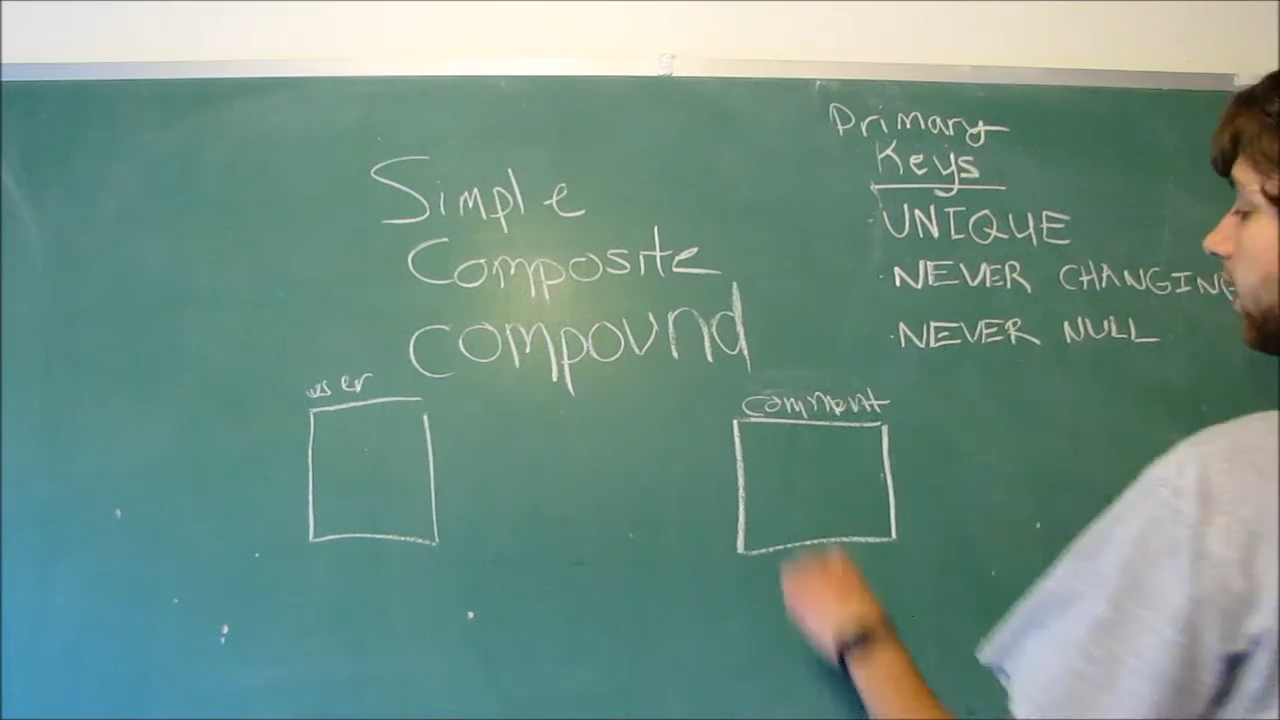 Primary
Keys
· UNIQUE
· NEVER CHANGING
· NEVER NULL
Simple
Composite
compound
user
comment